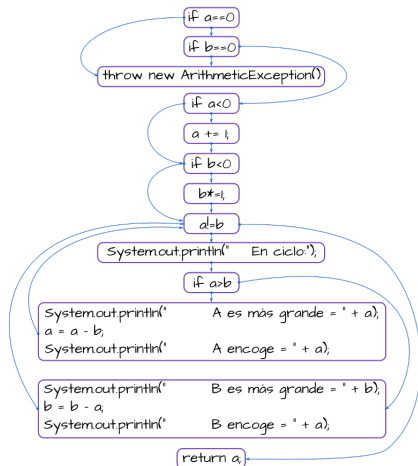 if a==0
if b==0
throw new ArithmeticException()
if a<0
a += 1;
if b<0
b*=1;
a!=b
System.out.println(" En ciclo:");
if a>b
System.out.println(" A es más grande = " + a);
a = a - b;
System.out.println(" A encoge = " + a);
System.out.println(" B es más grande = " + b);
b = b - a;
System.out.println(" B encoge = " + a);
return a;